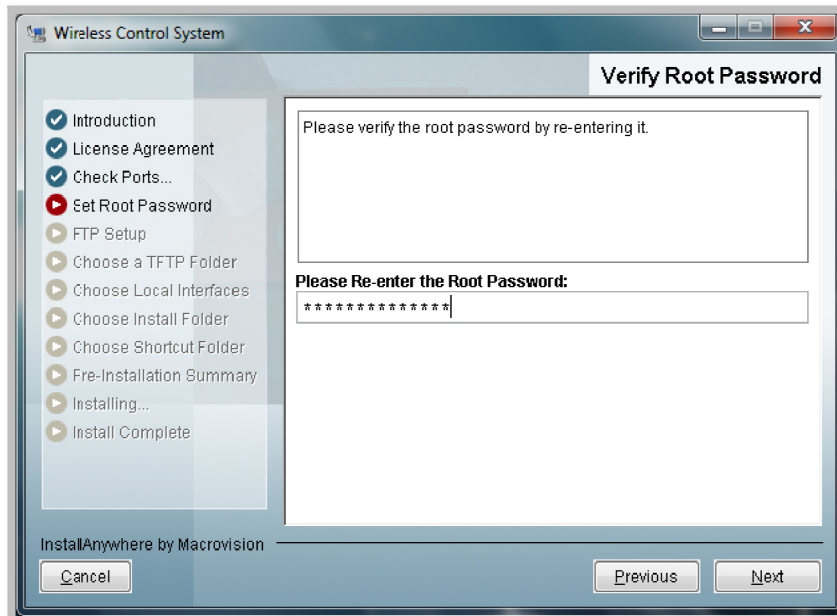 Wireless Control System
Verify Root Password
Introduction
License Agreement
Check Ports...
Set Root Password
FTP Setup
Choose a TFTP Folder
Choose Local Interfaces
Choose Install Folder
Choose Shortcut Folder
Pre-Installation Summary
Installing...
Install Complete
Please verify the root password by re-entering it.
Please Re-enter the Root Password:
**************
InstallAnywhere by Macrovision
Cancel
Previous
Next